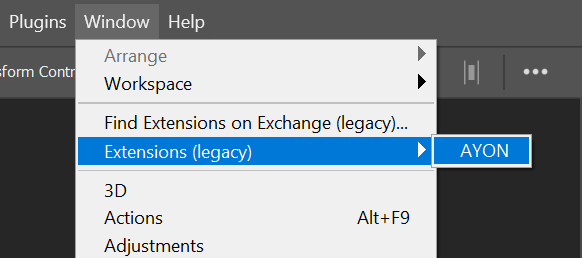 Plugins Window Help
sform Contr
Arrange
Workspace
Find Extensions on Exchange (legacy)...
Extensions (legacy) AYON
3D
Actions Alt+F9
Adjustments